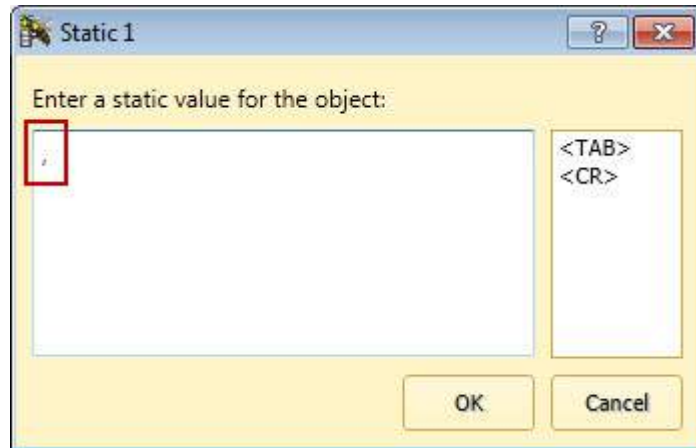 Static 1
?
Enter a static value for the object:
,
<TAB>
<CR>
OK
Cancel